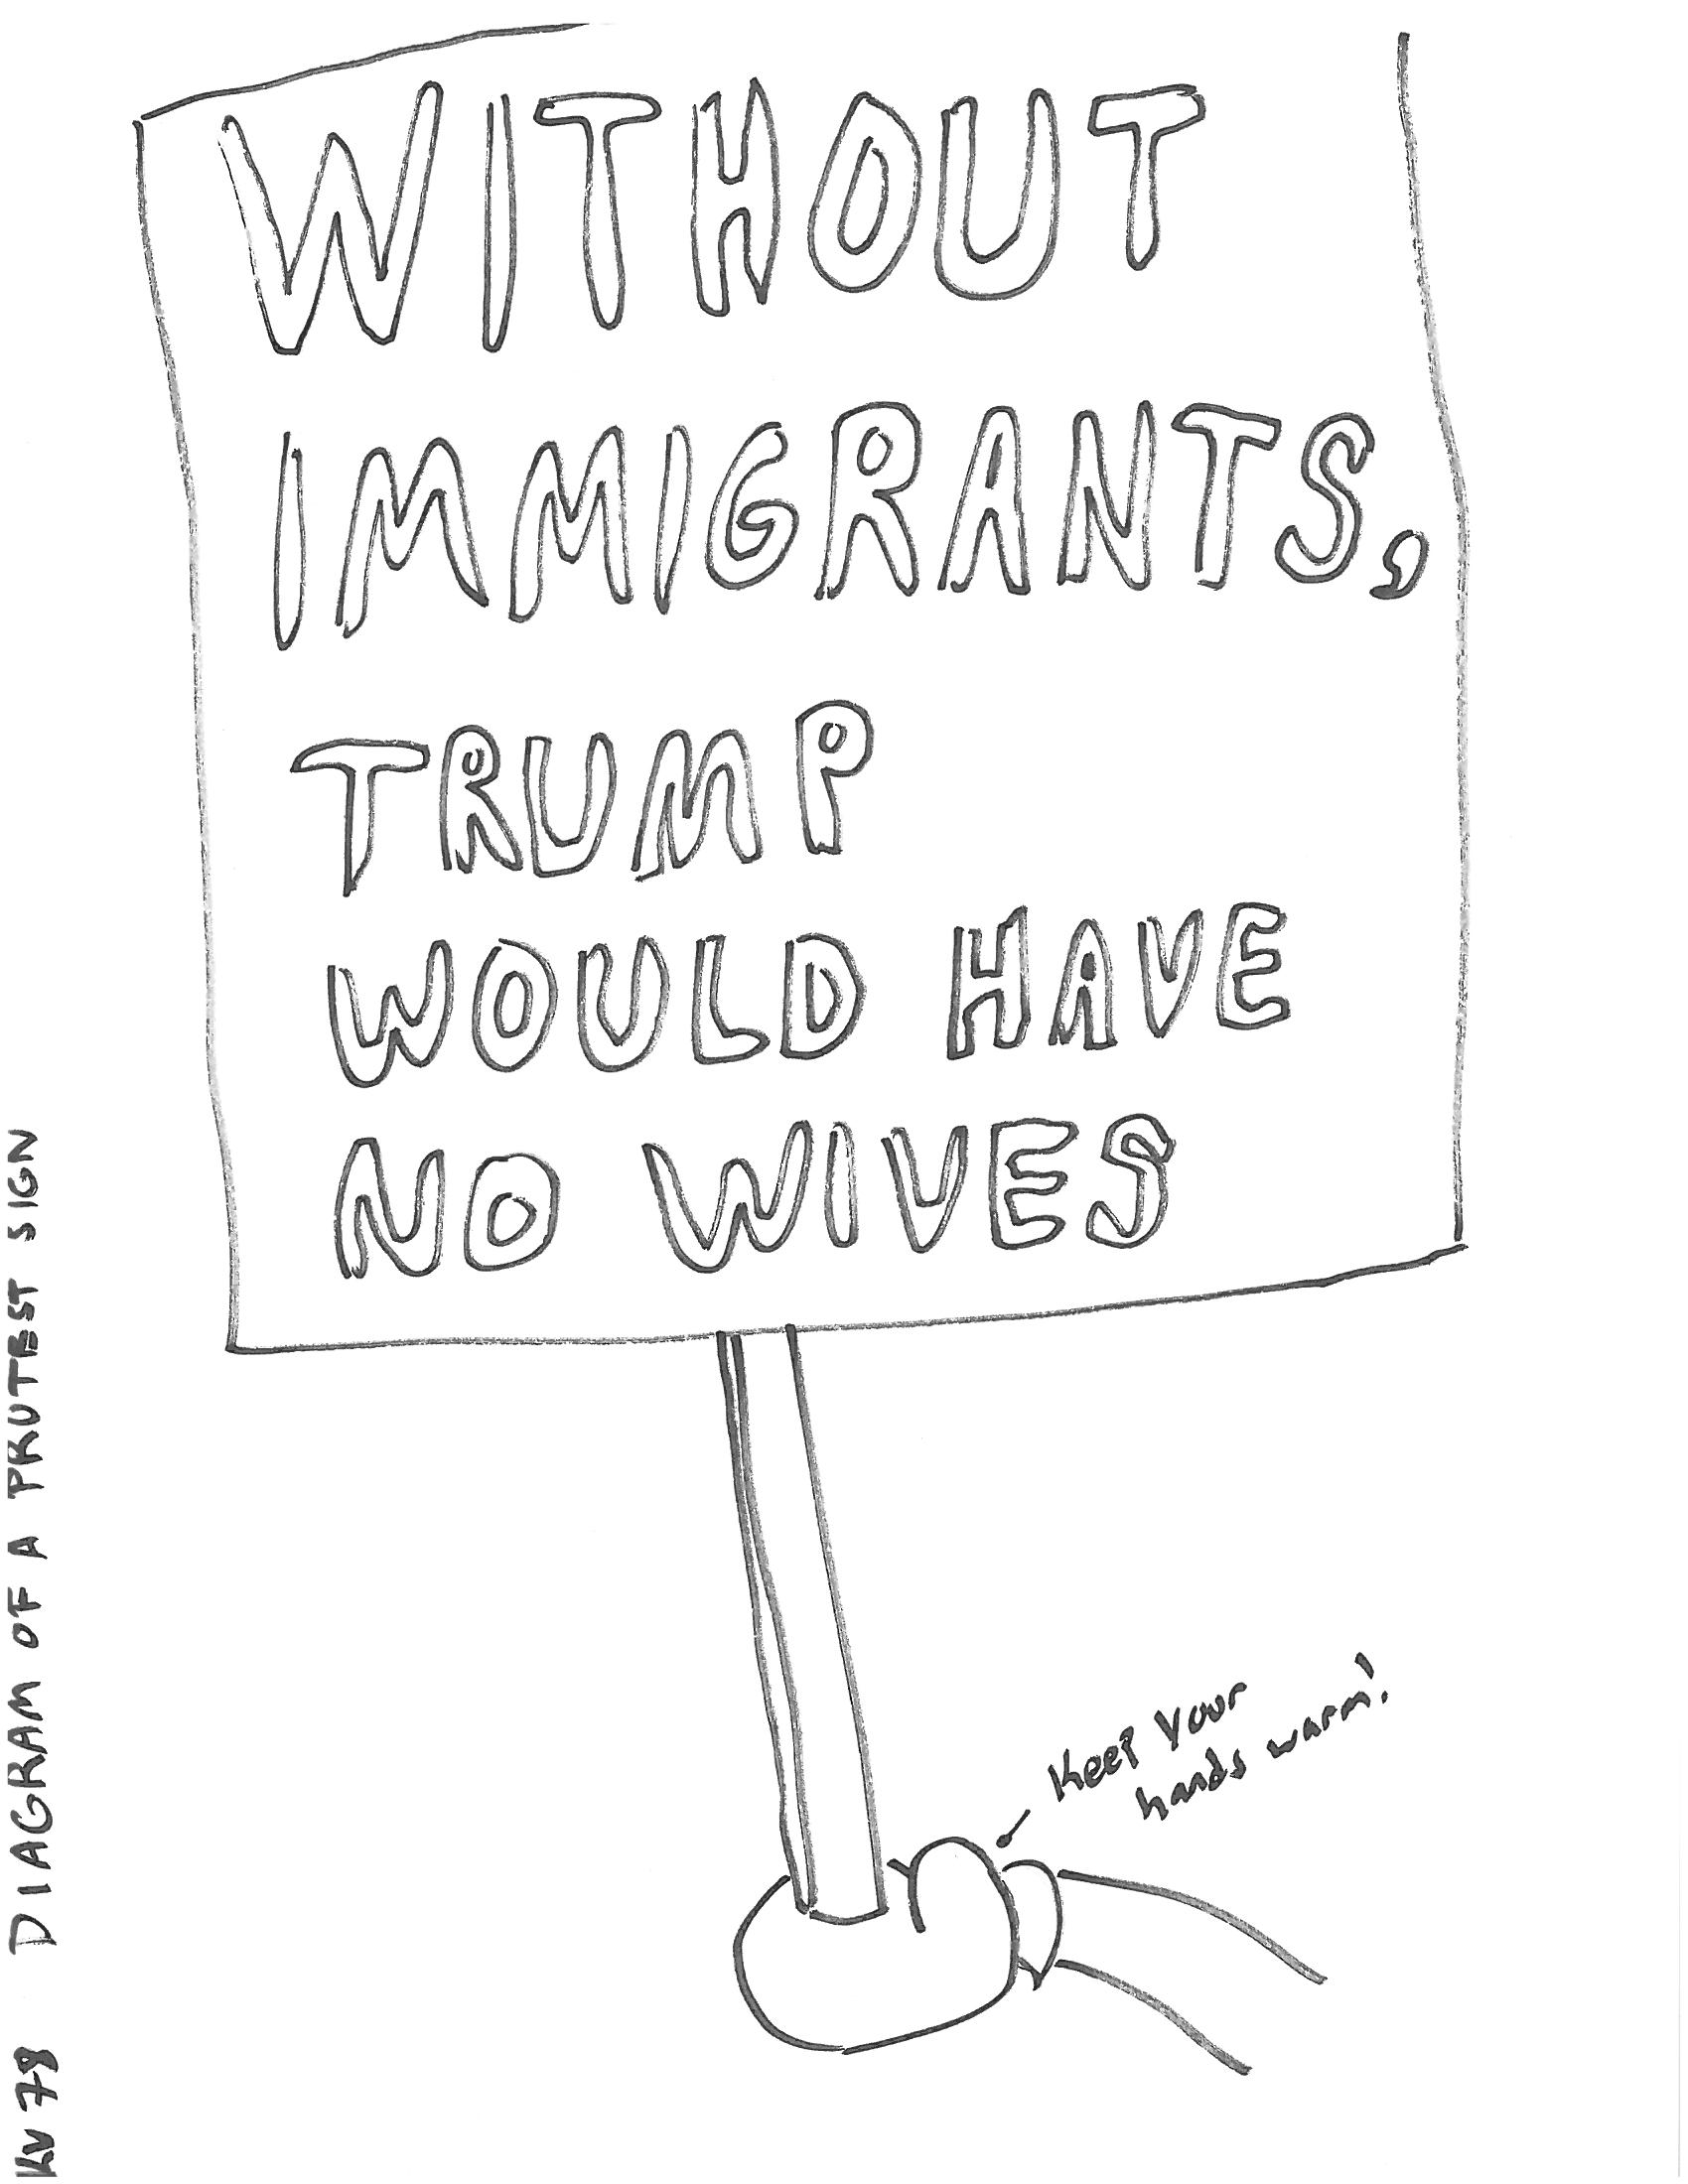 WITHOUT
IMMIGRANTS,
TRUMP
WOULD HAVE
NO WIVES
Keep your
hands warm!
KV 78 DIAGRAM OF A PROTEST SIGN